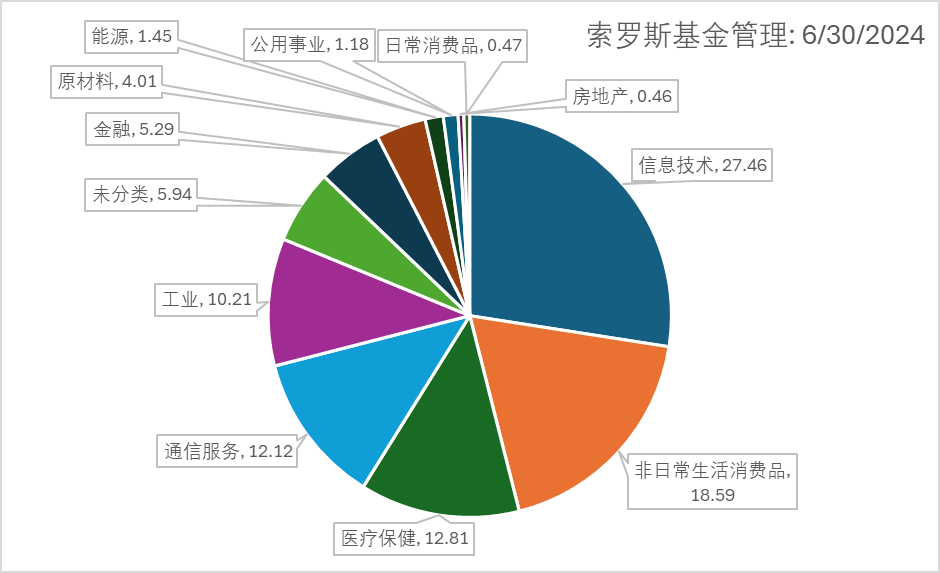 索罗斯基金管理: 6/30/2024
能源, 1.45
公用事业, 1.18
日常消费品, 0.47
房地产, 0.46
原材料, 4.01
金融, 5.29
信息技术, 27.46
未分类, 5.94
工业, 10.21
通信服务, 12.12
非日常生活消费品,
18.59
医疗保健, 12.81